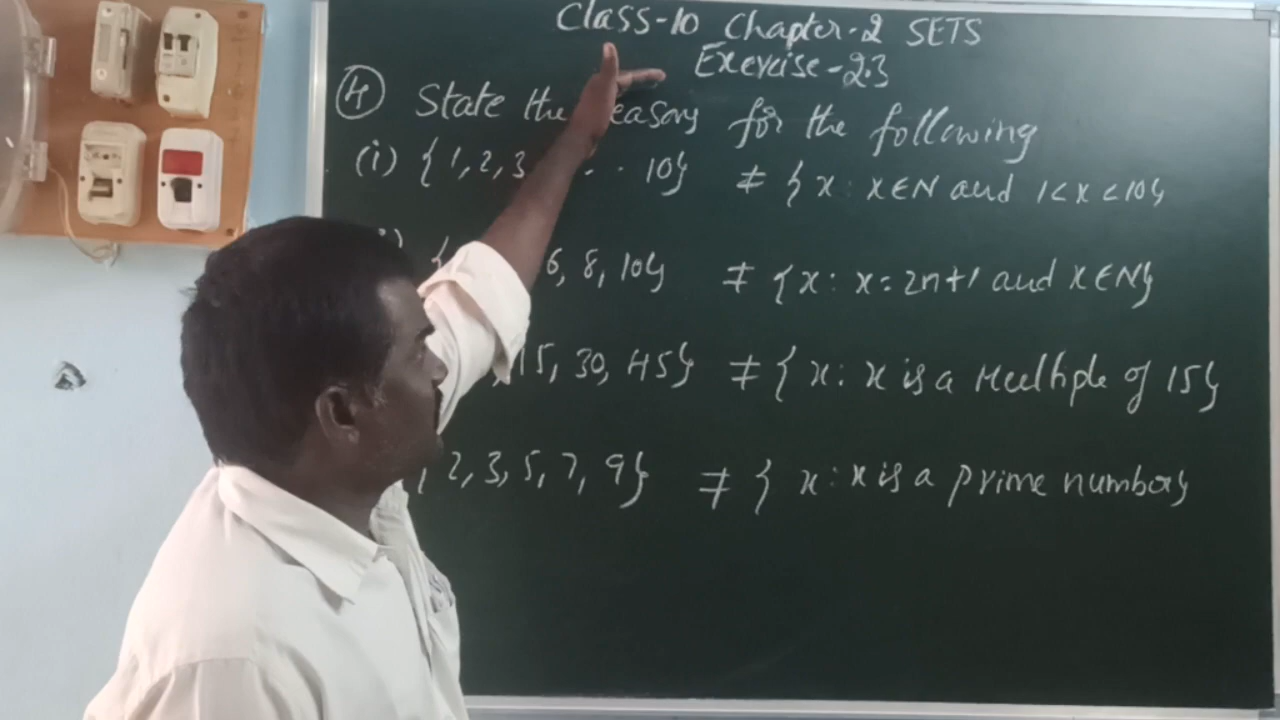 Class-10 Chapter-2 SETS
Exercise-2.3
(4) State the for the following
(i) {1, 2, 3 . . . 10} ≠ {x: x∈N and 1<x<10}
6, 8, 10} ≠ {x: x=2n+1 and x∈N}
15, 30, 45} ≠ {x: x is a Multiple of 15}
2, 3, 5, 7, 9} ≠ {x: x is a prime number}